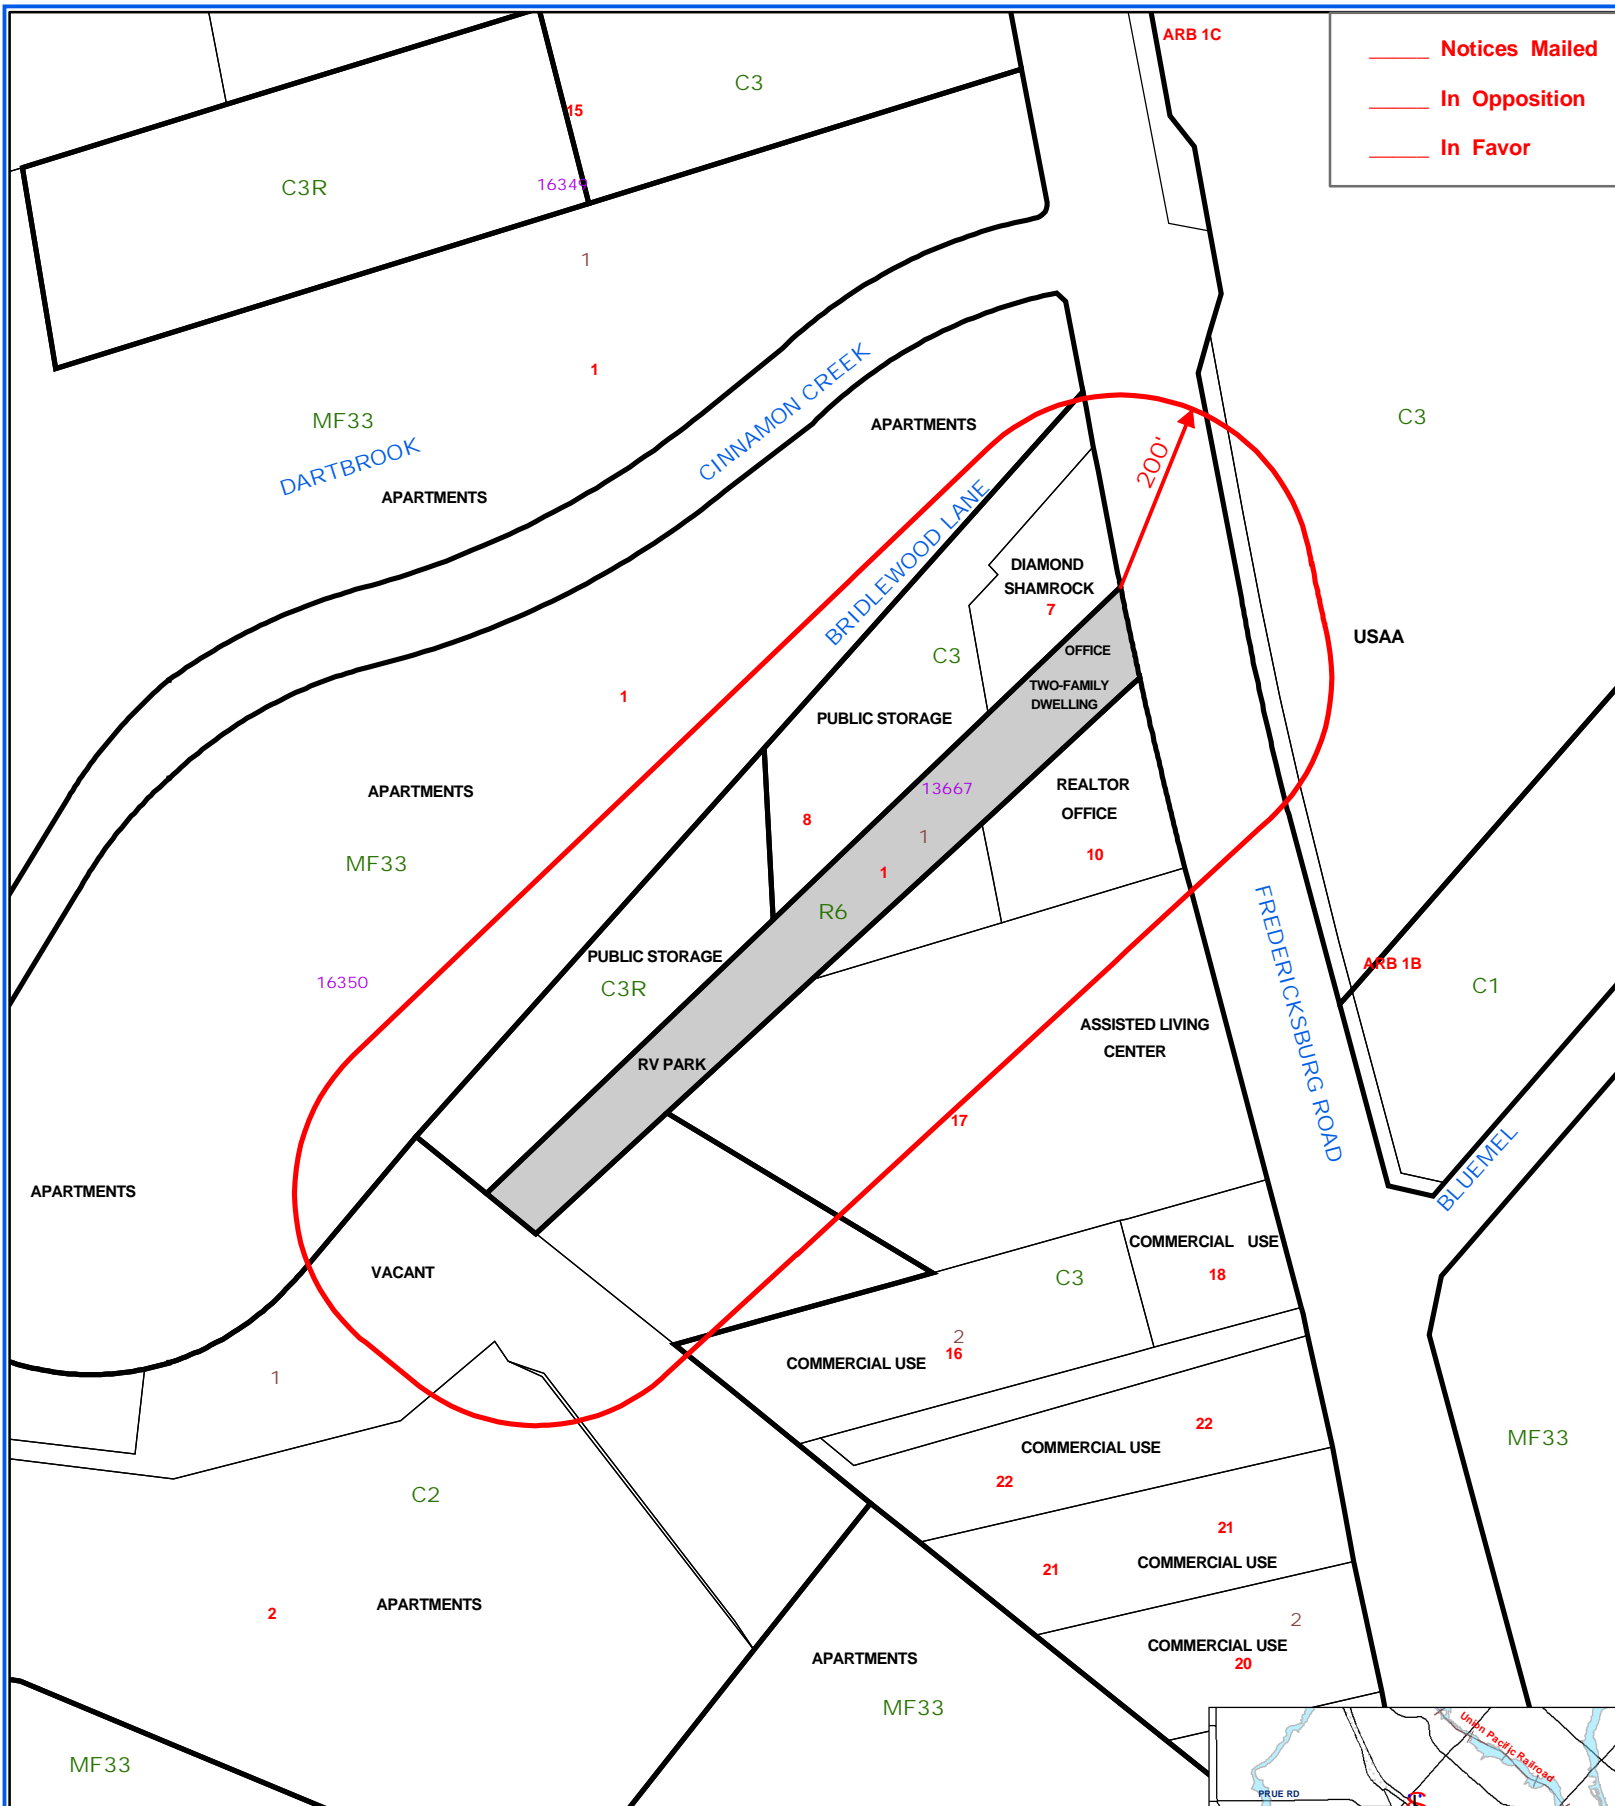 ARB 1C
_____ Notices Mailed
_____ In Opposition
_____ In Favor
C3
15
C3R
16349
1
1
MF33
DARTBROOK
APARTMENTS
CINNAMON CREEK
APARTMENTS
C3
200'
BRIDLEWOOD LANE
DIAMOND
SHAMROCK
7
USAA
C3
OFFICE
TWO-FAMILY
DWELLING
1
PUBLIC STORAGE
APARTMENTS
13667
REALTOR
OFFICE
8
1
10
MF33
1
R6
FREDERICKSBURG ROAD
PUBLIC STORAGE
ARB 1B
16350
C3R
C1
ASSISTED LIVING
CENTER
RV PARK
17
BLUEMEL
APARTMENTS
COMMERCIAL USE
VACANT
C3
18
2
16
COMMERCIAL USE
1
22
MF33
COMMERCIAL USE
22
C2
21
COMMERCIAL USE
21
APARTMENTS
2
2
COMMERCIAL USE
20
APARTMENTS
MF33
MF33
Union Pacific Railroad
PRUE RD